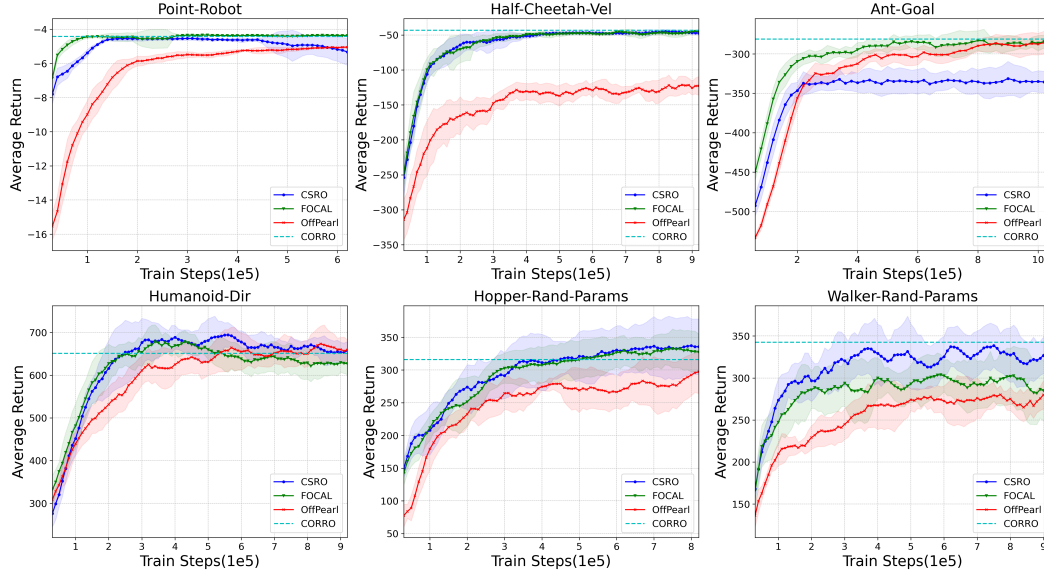 Point-Robot
Average Return
−4
−6
−8
−10
−12
−14
−16
1 2 3 4 5 6
Train Steps(1e5)
CSRO
FOCAL
OffPearl
CORRO
Half-Cheetah-Vel
Average Return
−50
−100
−150
−200
−250
−300
−350
1 2 3 4 5 6 7 8 9
Train Steps(1e5)
CSRO
FOCAL
OffPearl
CORRO
Ant-Goal
Average Return
−300
−350
−400
−450
−500
2 4 6 8 10
Train Steps(1e5)
CSRO
FOCAL
OffPearl
CORRO
Humanoid-Dir
Average Return
700
600
500
400
300
1 2 3 4 5 6 7 8 9
Train Steps(1e5)
CSRO
FOCAL
OffPearl
CORRO
Hopper-Rand-Params
Average Return
400
350
300
250
200
150
100
50
1 2 3 4 5 6 7 8
Train Steps(1e5)
CSRO
FOCAL
OffPearl
CORRO
Walker-Rand-Params
Average Return
350
300
250
200
150
1 2 3 4 5 6 7 8 9
Train Steps(1e5)
CSRO
FOCAL
OffPearl
CORRO